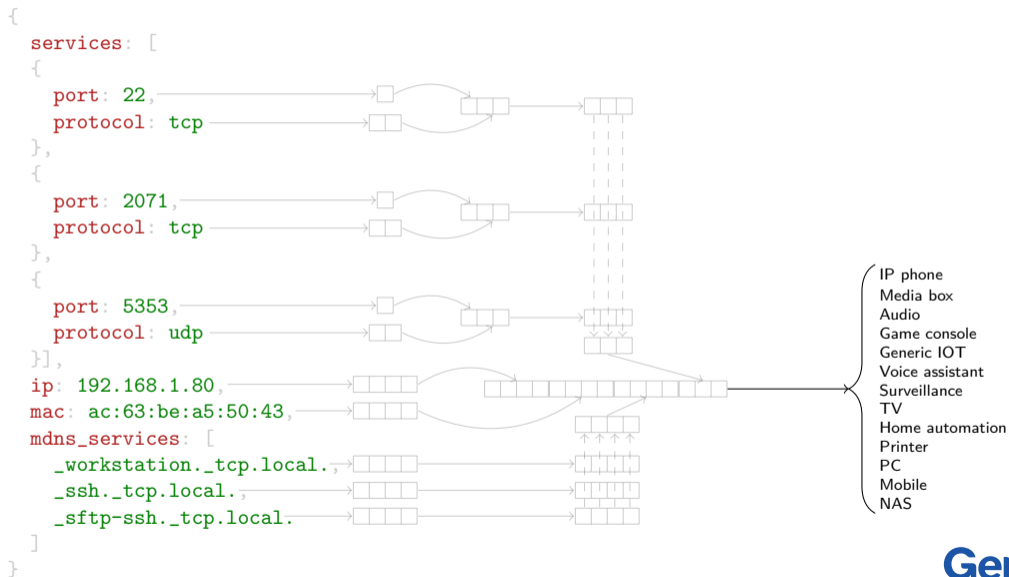 {
services: [
{
port: 22,
protocol: tcp
},
{
port: 2071,
protocol: tcp
},
{
port: 5353,
protocol: udp
}],
ip: 192.168.1.80,
mac: ac:63:be:a5:50:43,
mdns_services: [
_workstation._tcp.local.,
_ssh._tcp.local.,
_sftp-ssh._tcp.local.
]
}
IP phone
Media box
Audio
Game console
Generic IOT
Voice assistant
Surveillance
TV
Home automation
Printer
PC
Mobile
NAS